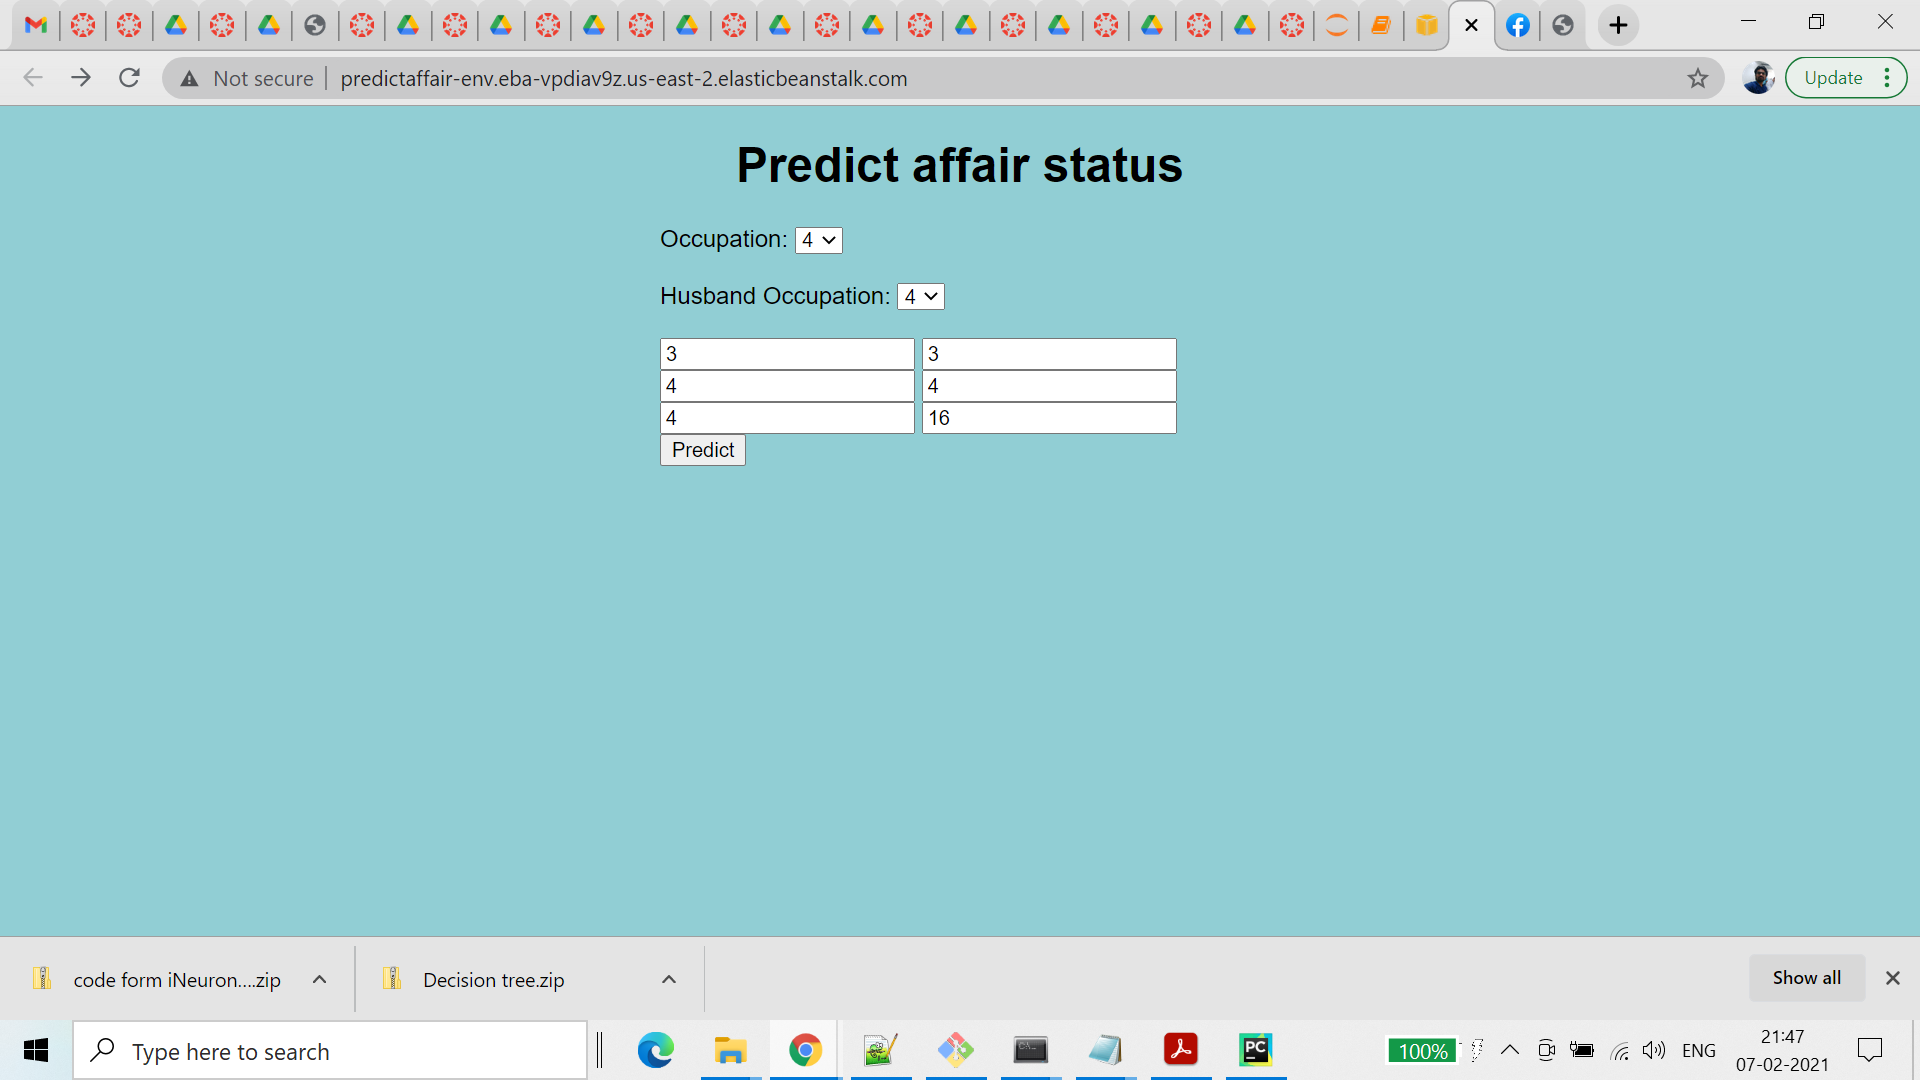 Not secure predictaffair-env.eba-vpdiav9z.us-east-2.elasticbeanstalk.com Update
Predict affair status
Occupation: 4
Husband Occupation: 4
3 3
4 4
4 16
Predict
code form iNeuron....zip Decision tree.zip Show all
Type here to search PC 100% ENG 21:47
07-02-2021